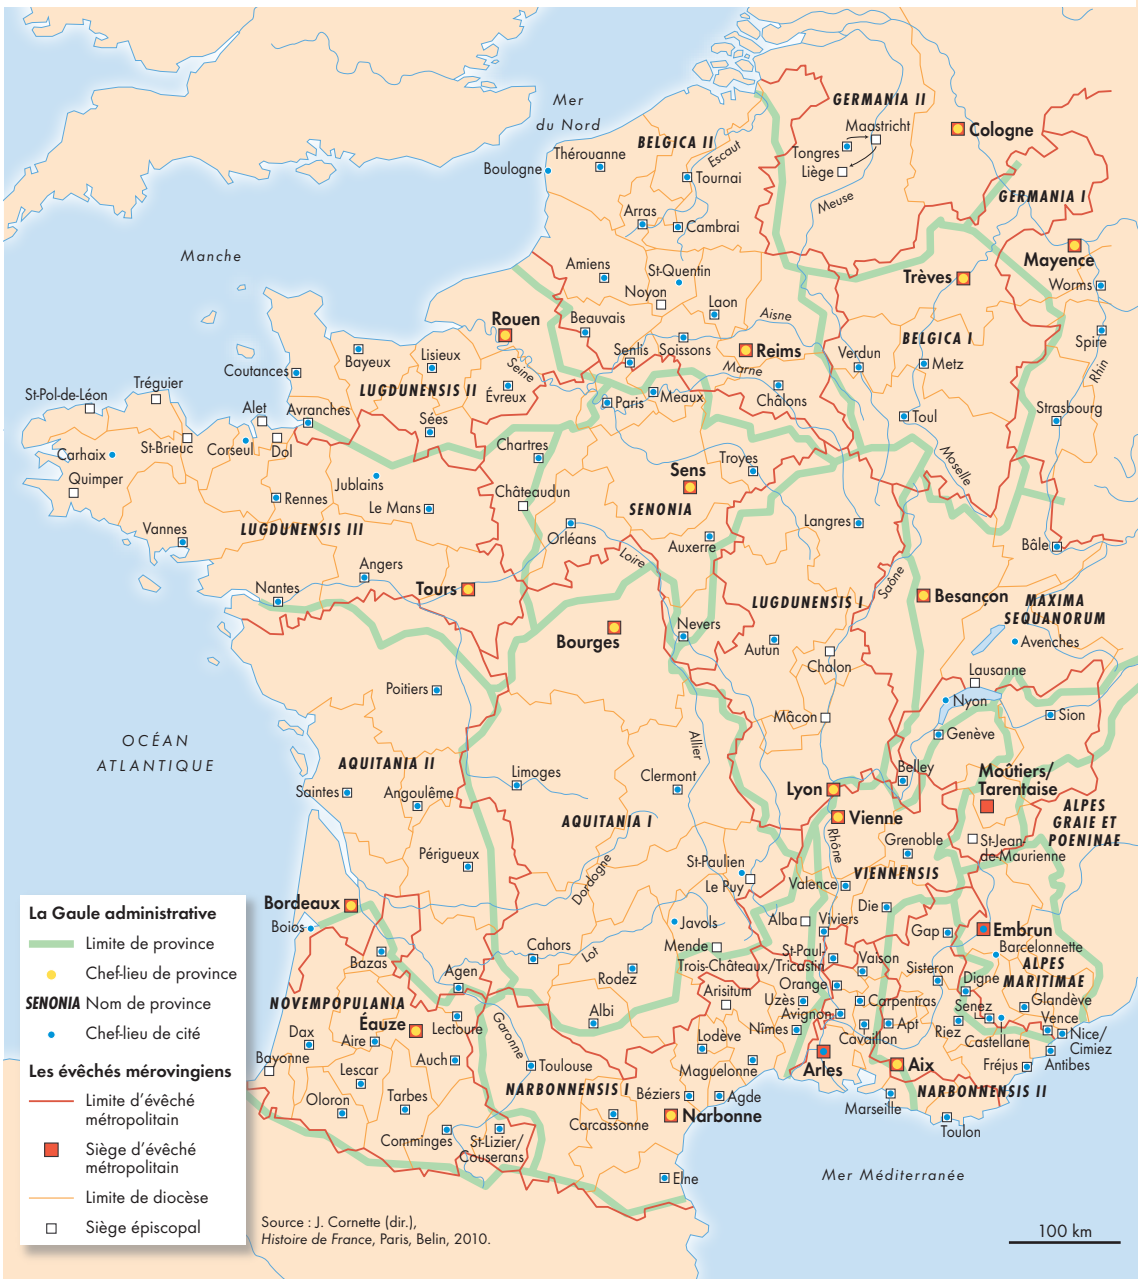 Mer
du Nord
Manche
OCÉAN
ATLANTIQUE
Mer Méditerranée
GERMANIA II
Cologne
Maastricht
Tongres
Liège
Meuse
BELGICA II
Escaut
Thérouanne
Boulogne
Tournai
Arras
Cambrai
GERMANIA I
Mayence
Trèves
Worms
Amiens
St-Quentin
Noyon
Laon
Aisne
Rouen
Beauvais
Senlis
Soissons
Reims
Verdun
BELGICA I
Metz
Spire
Rhin
Bayeux
Lisieux
Seine
Évreux
Marne
Coutances
LUGDUNENSIS II
Paris
Meaux
Châlons
Toul
Strasbourg
St-Pol-de-Léon
Tréguier
Alet
Avranches
Sées
Carhaix
St-Brieuc
Corseul
Dol
Chartres
Troyes
Sens
Moselle
Quimper
Jublains
Rennes
Le Mans
Châteaudun
SENONIA
Vannes
LUGDUNENSIS III
Orléans
Auxerre
Langres
Bâle
Loire
Angers
Nantes
Tours
Saône
Besançon
LUGDUNENSIS I
MAXIMA
SEQUANORUM
Bourges
Nevers
Autun
Chalon
Avenches
Lausanne
Poitiers
Nyon
Sion
Mâcon
Genève
Allier
AQUITANIA II
Limoges
Clermont
Belley
Moûtiers/
Tarentaise
Saintes
Angoulême
Lyon
Vienne
ALPES
GRAIE ET
POENINAE
AQUITANIA I
Rhône
Grenoble
St-Jean-
de-Maurienne
Périgueux
Dordogne
St-Paulien
Le Puy
Valence
VIENNENSIS
Bordeaux
Boios
Javols
Alba
Viviers
Die
Gap
Embrun
Barcelonnette
Bazas
Cahors
Lot
Mende
St-Paul-
Trois-Châteaux/Tricastin
Vaison
Sisteron
ALPES
MARITIMAE
Agen
Rodez
Arisitum
Orange
Digne
NOVEMPOPULANIA
Uzès
Carpentras
Senez
Glandève
Éauze
Lectoure
Albi
Avignon
Apt
Riez
Vence
Nice/
Cimiez
Dax
Aire
Garonne
Nîmes
Cavaillon
Castellane
Bayonne
Auch
Toulouse
Lodève
Arles
Aix
Fréjus
Antibes
Lescar
Maguelonne
NARBONNENSIS I
NARBONNENSIS II
Oloron
Tarbes
Béziers
Agde
Marseille
Carcassonne
Narbonne
Toulon
Comminges
St-Lizier/
Couserans
Elne
La Gaule administrative
Limite de province
Chef-lieu de province
SENONIA Nom de province
Chef-lieu de cité
Les évêchés mérovingiens
Limite d'évêché
métropolitain
Siège d'évêché
métropolitain
Limite de diocèse
Siège épiscopal
Source : J. Cornette (dir.),
Histoire de France, Paris, Belin, 2010.
100 km